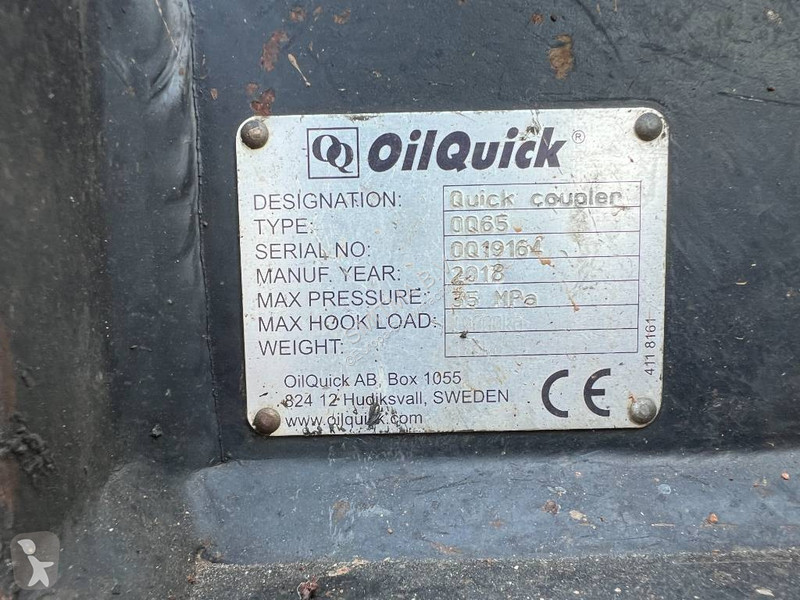 OQ OilQuick®
DESIGNATION: Quick coupler
TYPE: OQ65
SERIAL NO: OQ19164
MANUF. YEAR: 2018
MAX PRESSURE: 35 MPa
MAX HOOK LOAD:
WEIGHT:
OilQuick AB, Box 1055
824 12 Hudiksvall, SWEDEN
www.oilquick.com
CE
411 8161